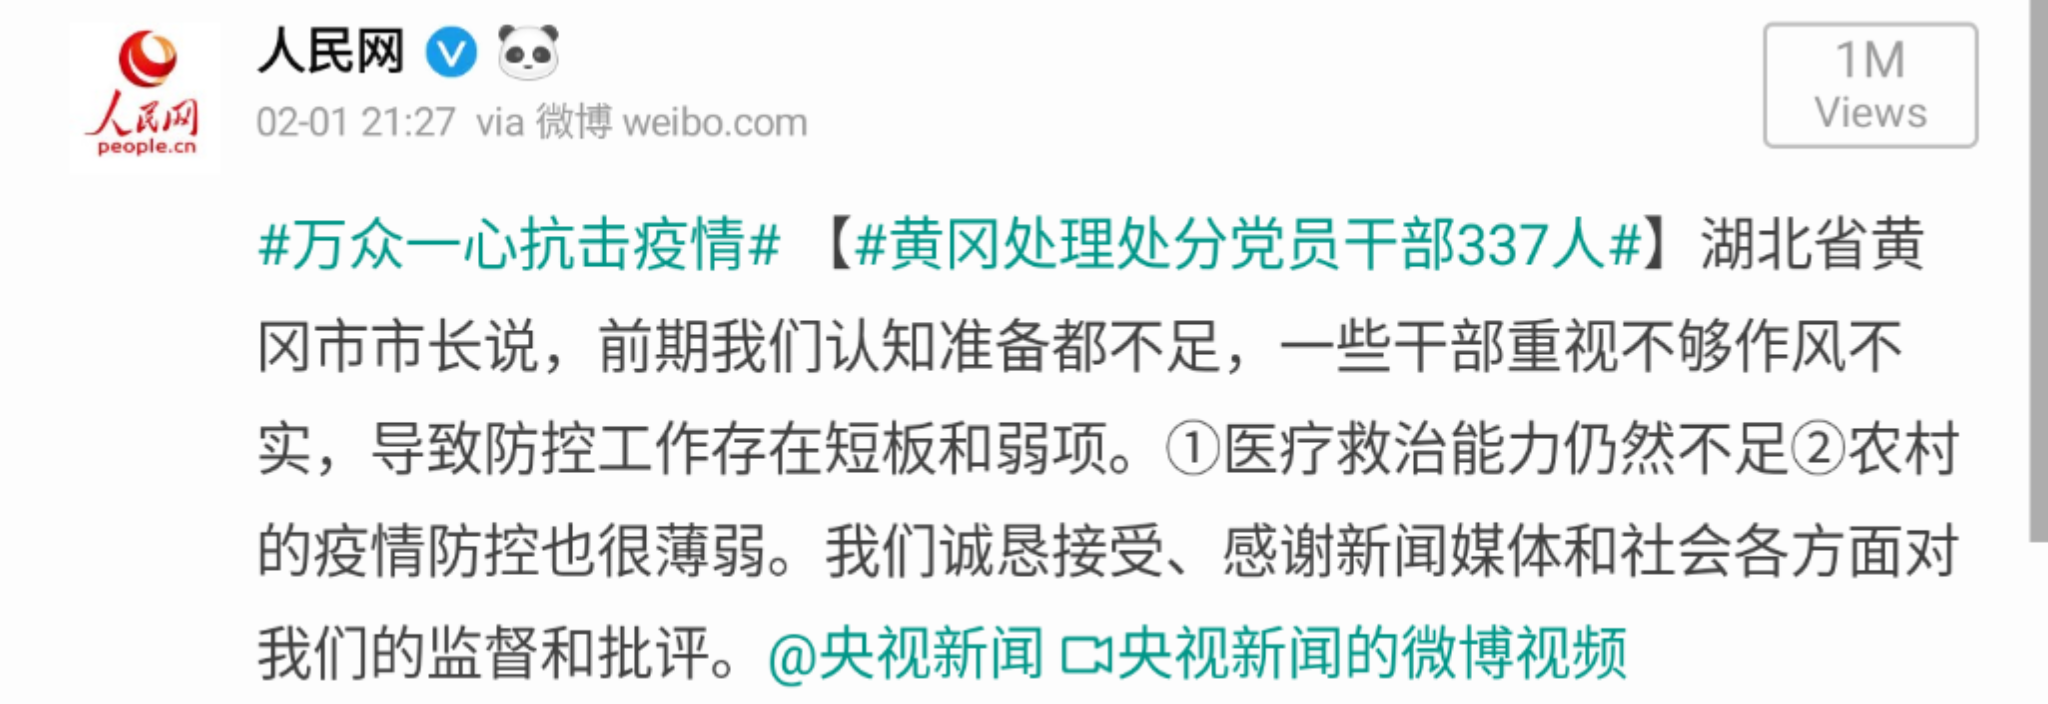 人民网
人民网
people.cn
02-01 21:27 via 微博 weibo.com
1M
Views
#万众一心抗击疫情# 【#黄冈处理处分党员干部337人#】湖北省黄
冈市市长说，前期我们认知准备都不足，一些干部重视不够作风不
实，导致防控工作存在短板和弱项。①医疗救治能力仍然不足②农村
的疫情防控也很薄弱。我们诚恳接受、感谢新闻媒体和社会各方面对
我们的监督和批评。@央视新闻 央视新闻的微博视频